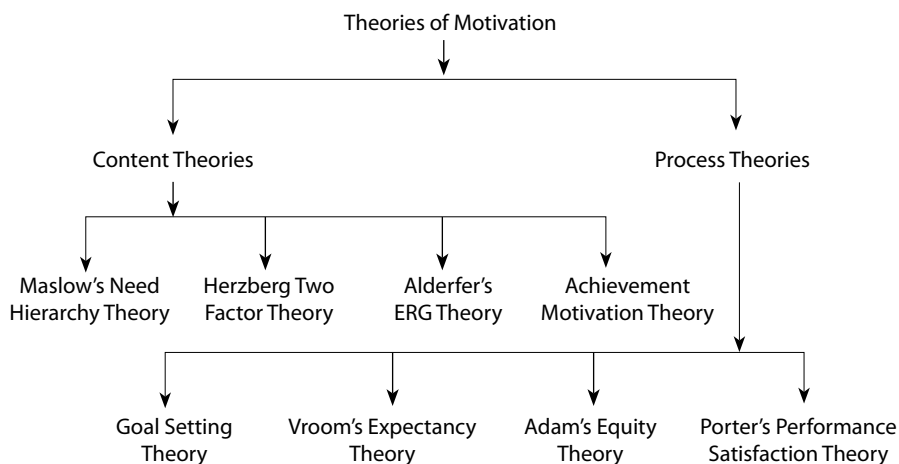 Theories of Motivation
Content Theories
Process Theories
Maslow's Need
Hierarchy Theory
Herzberg Two
Factor Theory
Alderfer's
ERG Theory
Achievement
Motivation Theory
Goal Setting
Theory
Vroom's Expectancy
Theory
Adam's Equity
Theory
Porter's Performance
Satisfaction Theory